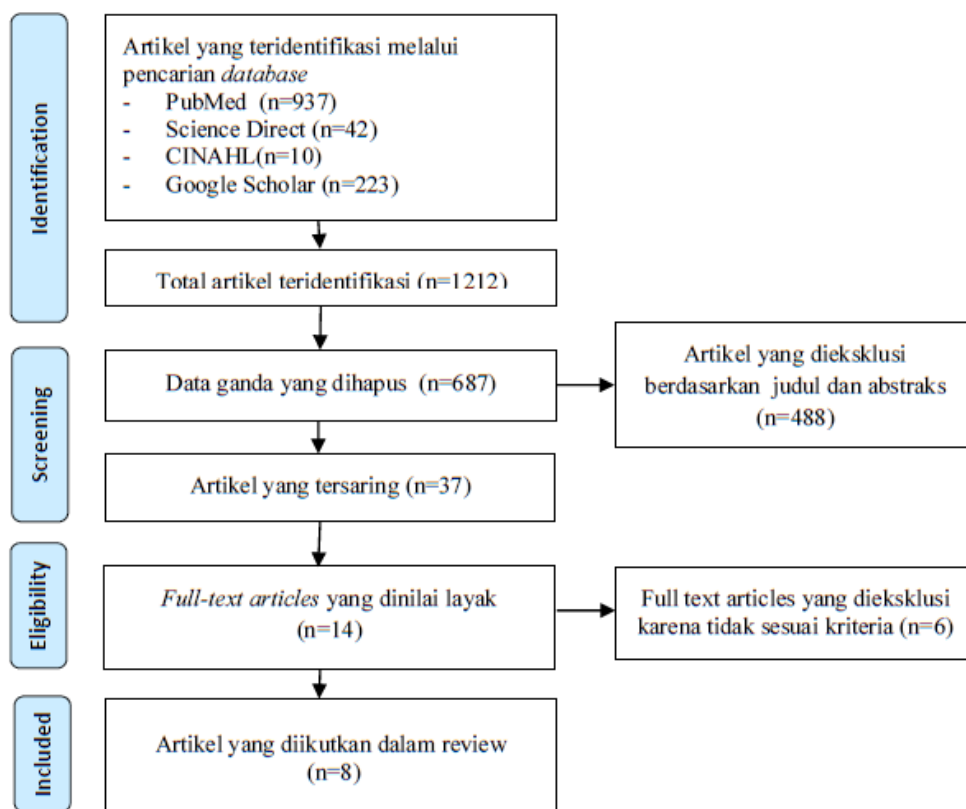 Identification
Artikel yang teridentifikasi melalui
pencarian database
- PubMed (n=937)
- Science Direct (n=42)
- CINAHL(n=10)
- Google Scholar (n=223)
Total artikel teridentifikasi (n=1212)
Screening
Data ganda yang dihapus (n=687)
Artikel yang dieksklusi
berdasarkan judul dan abstraks
(n=488)
Artikel yang tersaring (n=37)
Eligibility
Full-text articles yang dinilai layak
(n=14)
Full text articles yang dieksklusi
karena tidak sesuai kriteria (n=6)
Included
Artikel yang diikutkan dalam review
(n=8)